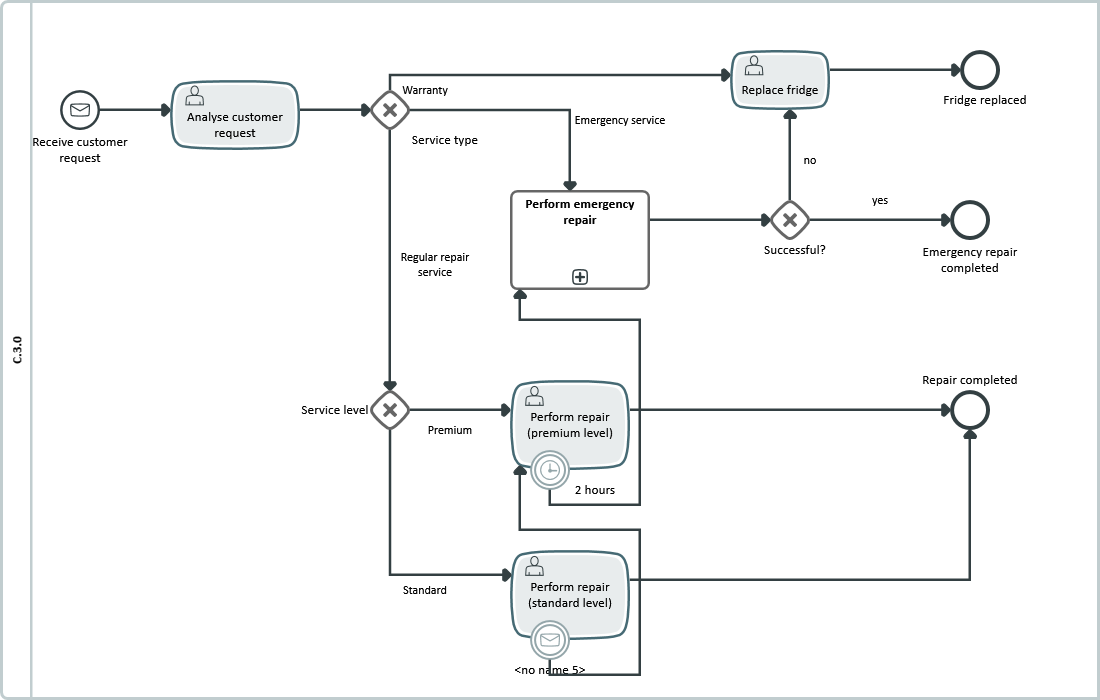 C.3.0
Receive customer
request
Analyse customer
request
Warranty
Service type
Emergency service
Replace fridge
Fridge replaced
no
yes
Successful?
Emergency repair
completed
Perform emergency
repair
Regular repair
service
Service level
Premium
Perform repair
(premium level)
2 hours
Repair completed
Standard
Perform repair
(standard level)
<no name 5>